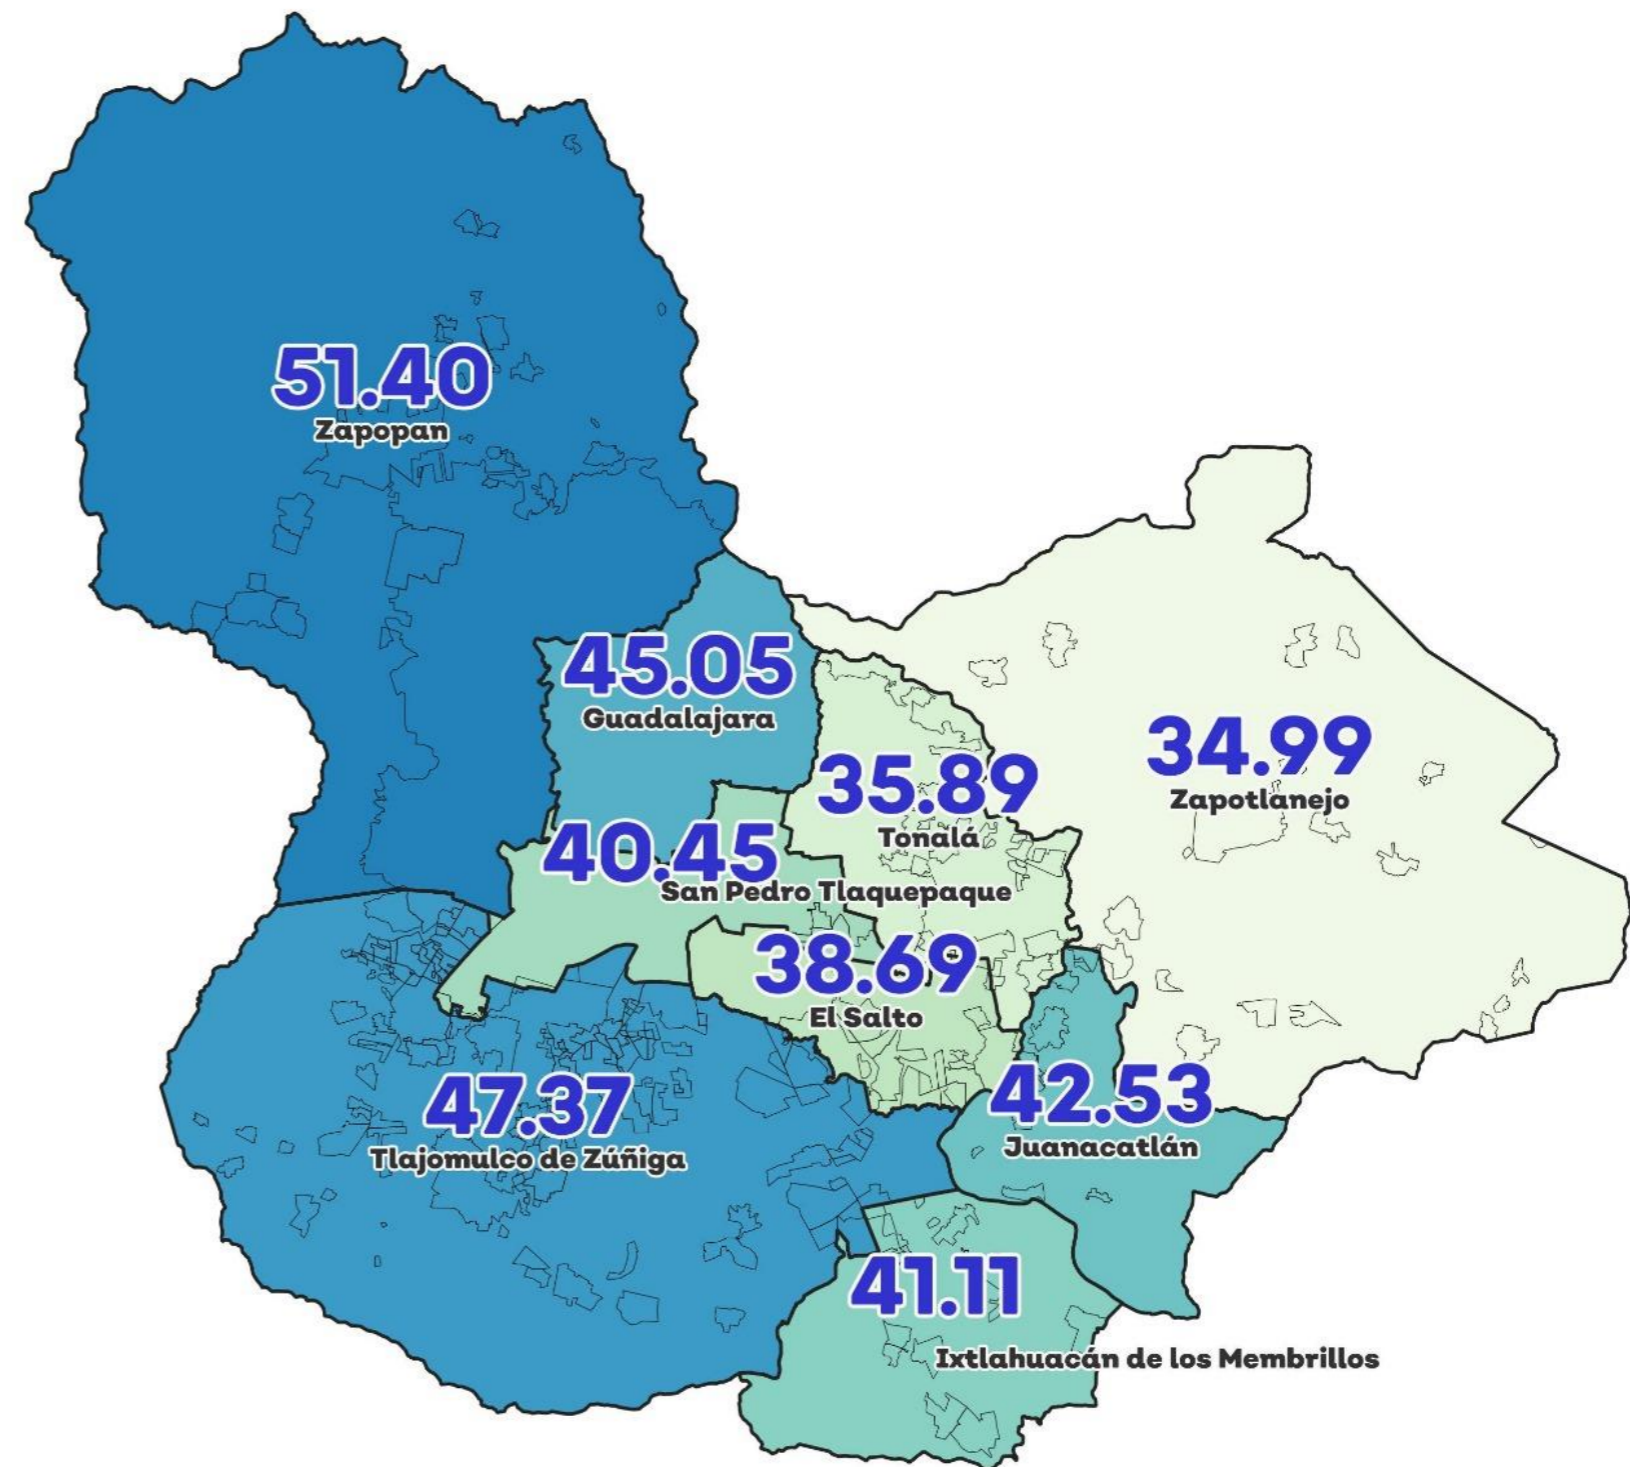 51.40
Zapopan
45.05
Guadalajara
34.99
Zapotlanejo
35.89
Tonalá
40.45
San Pedro Tlaquepaque
38.69
El Salto
47.37
Tlajomulco de Zúñiga
42.53
Juanacatlán
41.11
Ixtlahuacán de los Membrillos